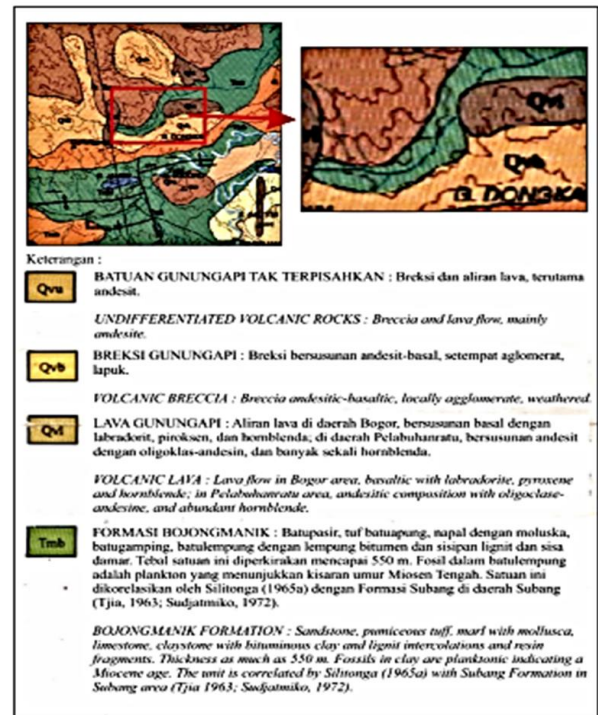 Qvl
Qvb
G. DONGKA
Keterangan :
Qvu
BATUAN GUNUNGAPI TAK TERPISAHKAN : Breksi dan aliran lava, terutama
andesit.
UNDIFFERENTIATED VOLCANIC ROCKS : Breccia and lava flow, mainly
andesite.
Qvb
BREKSI GUNUNGAPI : Breksi bersusunan andesit-basal, setempat aglomerat,
lapuk.
VOLCANIC BRECCIA : Breccia andesitic-basaltic, locally agglomerate, weathered.
Qvl
LAVA GUNUNGAPI : Aliran lava di daerah Bogor, bersusunan basal dengan
labradorit, piroksen, dan hornblenda; di daerah Pelabuhanratu, bersusunan andesit
dengan oligoklas-andesin, dan banyak sekali hornblenda.
VOLCANIC LAVA : Lava flow in Bogor area, basaltic with labradorite, pyroxene
and hornblende; in Pelabuhanratu area, andesitic composition with oligoclase-
andesine, and abundant hornblende.
Tmb
FORMASI BOJONGMANIK : Batupasir, tuf batuapung, napal dengan moluska,
batugamping, batulempung dengan lempung bitumen dan sisipan lignit dan sisa
damar. Tebal satuan ini diperkirakan mencapai 550 m. Fosil dalam batulempung
adalah plankton yang menunjukkan kisaran umur Miosen Tengah. Satuan ini
dikorelasikan oleh Silitonga (1965a) dengan Formasi Subang di daerah Subang
(Tjia, 1963; Sudjatmiko, 1972).
BOJONGMANIK FORMATION : Sandstone, pumiceous tuff, marl with mollusca,
limestone, claystone with bituminous clay and lignit intercolations and resin
fragments. Thickness as much as 550 m. Fossils in clay are planktonic indicating a
Miocene age. The unit is correlated by Silitonga (1965a) with Subang Formation in
Subang area (Tjia 1963; Sudjatmiko, 1972).